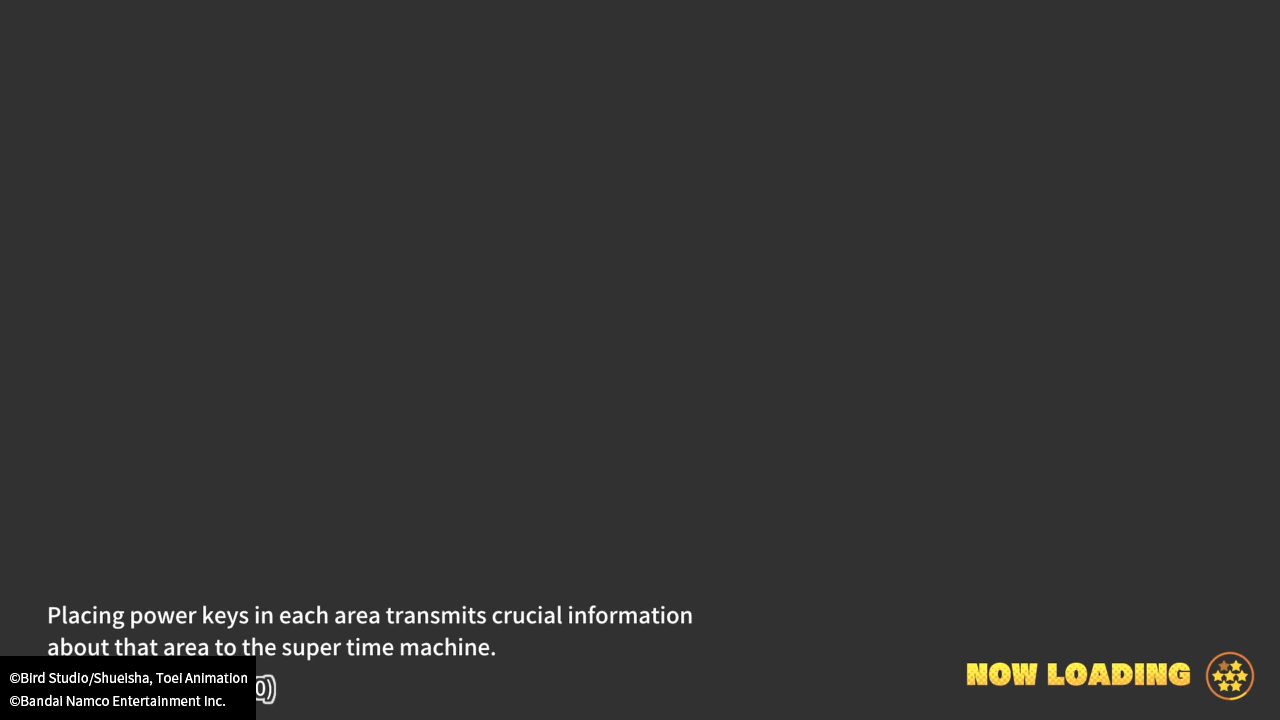 Placing power keys in each area transmits crucial information
about that area to the super time machine.
©Bird Studio/Shueisha, Toei Animation
©Bandai Namco Entertainment Inc.
NOW LOADING